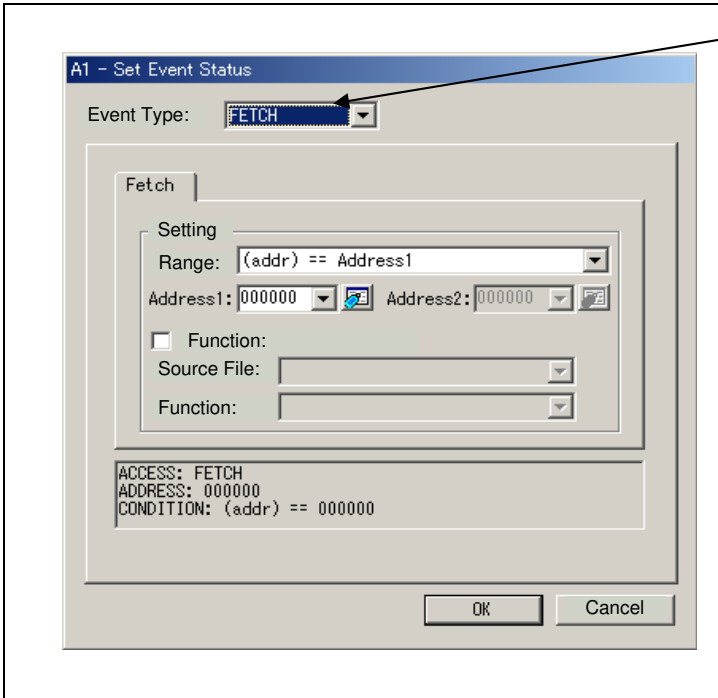 A1 - Set Event Status
Event Type: FETCH
Fetch
Setting
Range: (addr) == Address1
Address1: 000000 Address2: 000000
Function:
Source File:
Function:
ACCESS: FETCH
ADDRESS: 000000
CONDITION: (addr) == 000000
OK Cancel